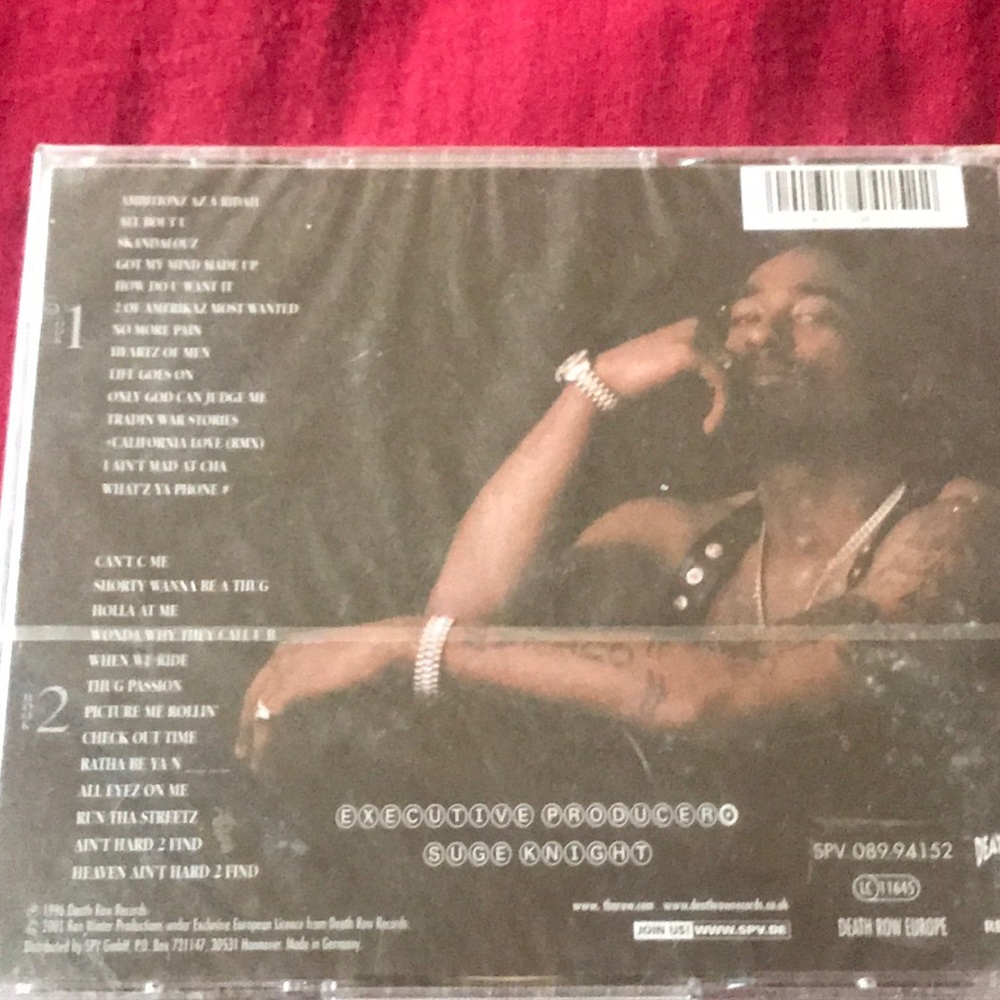 AMBITIONZ AZ A RIDAH
ALL BOUT U
SKANDALOUZ
GOT MY MIND MADE UP
HOW DO U WANT IT
2 OF AMERIKAZ MOST WANTED
NO MORE PAIN
HEARTZ OF MEN
LIFE GOES ON
ONLY GOD CAN JUDGE ME
TRADIN WAR STORIES
CALIFORNIA LOVE (RMX)
I AIN'T MAD AT CHA
WHAT'Z YA PHONE #
1
CAN'T C ME
SHORTY WANNA BE A THUG
HOLLA AT ME
WONDA WHY THEY CALL U B
WHEN WE RIDE
THUG PASSION
PICTURE ME ROLLIN'
CHECK OUT TIME
RATHA BE YA N____
ALL EYEZ ON ME
RUN THA STREETZ
AIN'T HARD 2 FIND
HEAVEN AIN'T HARD 2 FIND
2
EXECUTIVE PRODUCER
SUGE KNIGHT
SPV 089-94152
LC 11645
DEATH ROW EUROPE
www.deathrowrecords.co.uk
JOIN US! WWW.SPV.DE
℗ 1996 Death Row Records
© 2001 Ron Winter Productions under Exclusive European Licence from Death Row Records
Distributed by SPV GmbH P.O. Box 721147 30531 Hannover. Made in Germany.